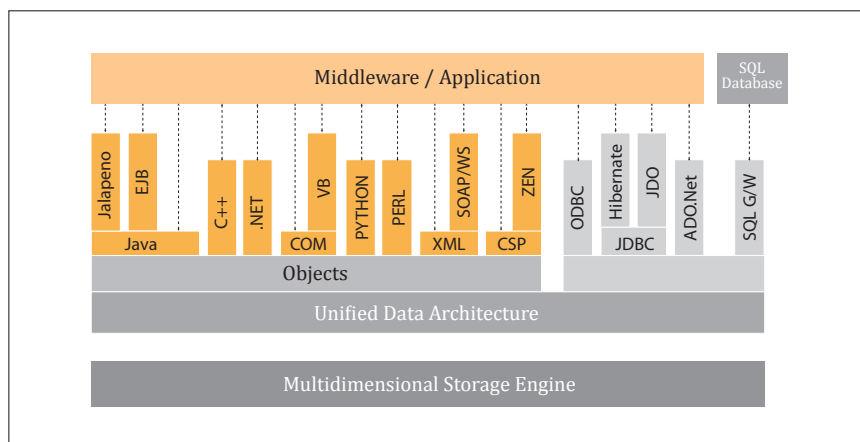 Middleware / Application
SQL
Database
Jalapeno
EJB
C++
.NET
VB
PYTHON
PERL
SOAP/WS
ZEN
ODBC
Hibernate
JDO
ADO.Net
SQL G/W
Java
COM
XML
CSP
JDBC
Objects
Unified Data Architecture
Multidimensional Storage Engine